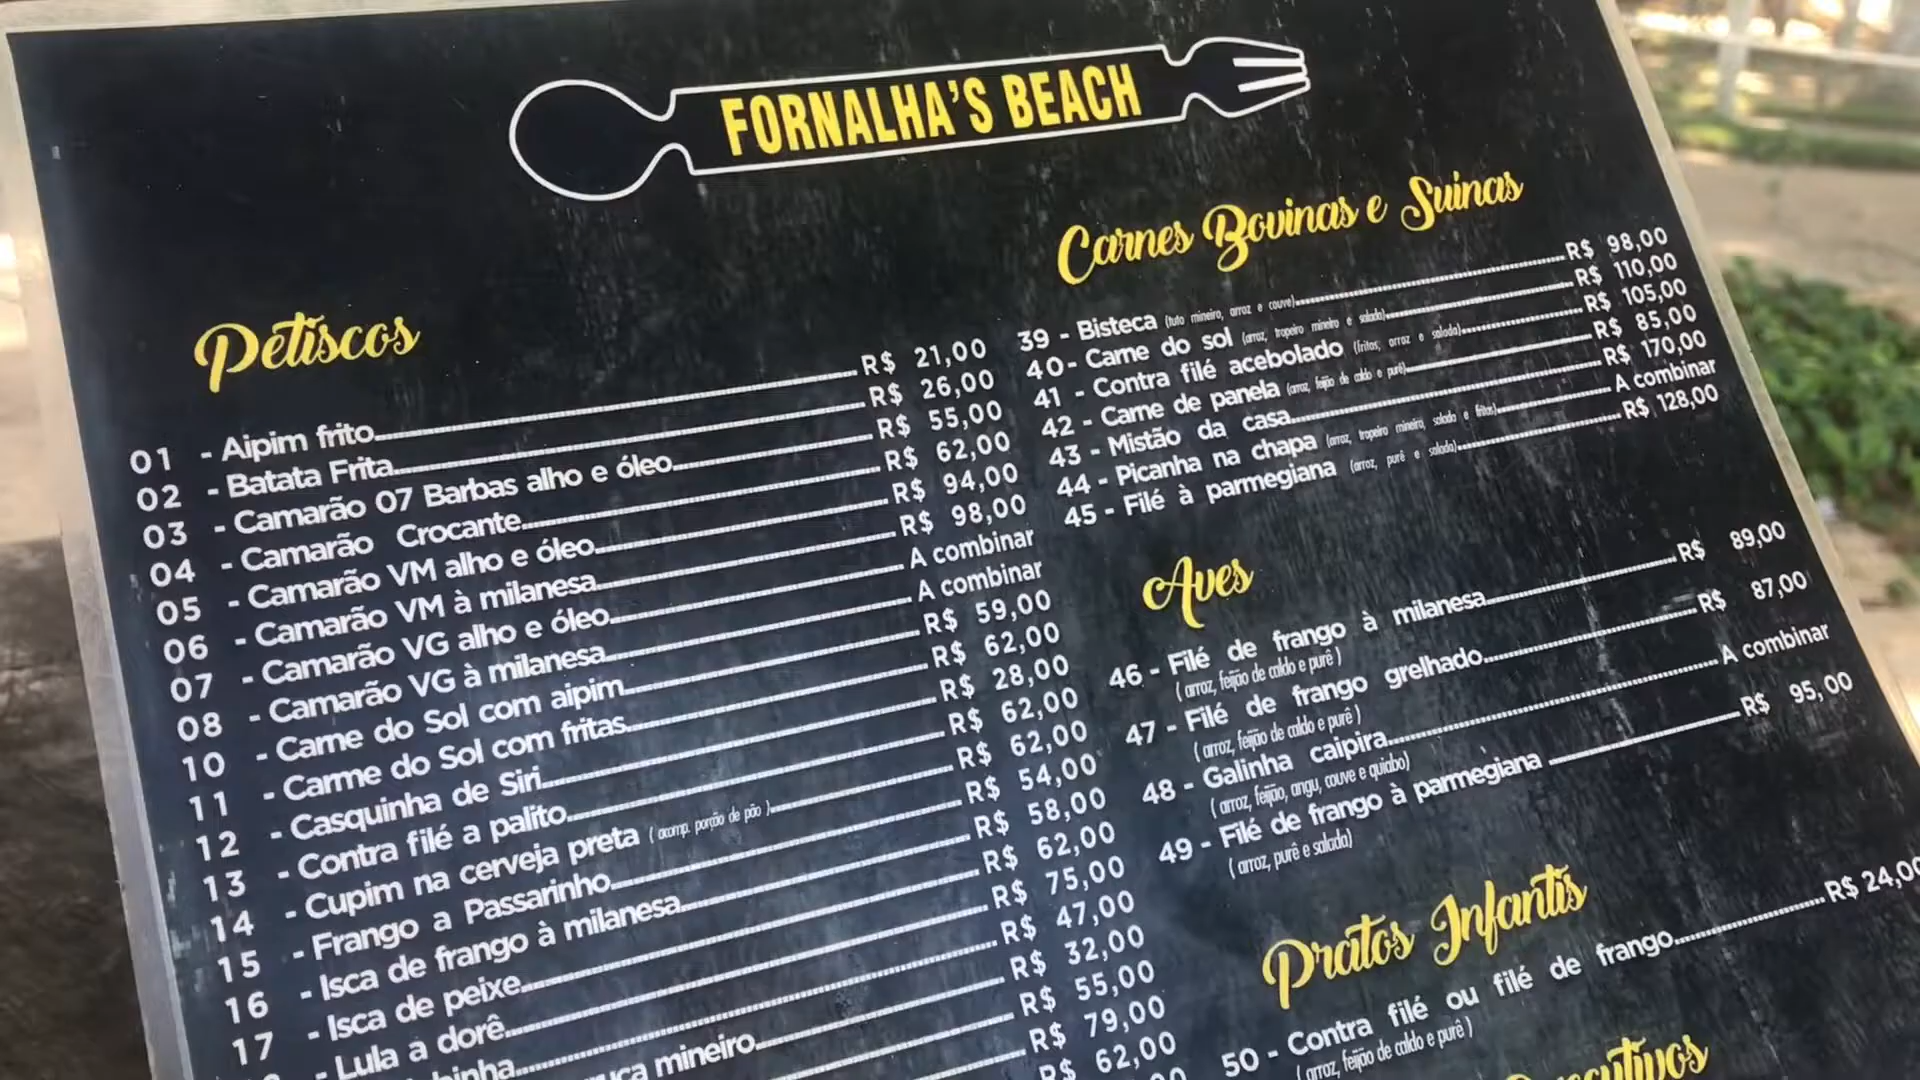 FORNALHA'S BEACH
Petiscos
01 - Aipim frito R$ 21,00
02 - Batata Frita R$ 26,00
03 - Camarão 07 Barbas alho e óleo R$ 55,00
04 - Camarão Crocante R$ 62,00
05 - Camarão VM alho e óleo R$ 94,00
06 - Camarão VM à milanesa R$ 98,00
07 - Camarão VG alho e óleo A combinar
08 - Camarão VG à milanesa A combinar
10 - Carne do Sol com aipim R$ 59,00
11 - Carme do Sol com fritas R$ 62,00
12 - Casquinha de Siri R$ 28,00
13 - Contra filé a palito R$ 62,00
14 - Cupim na cerveja preta ( acomp. porção de pão ) R$ 62,00
15 - Frango a Passarinho R$ 54,00
16 - Isca de frango à milanesa R$ 58,00
17 - Isca de peixe R$ 62,00
- Lula a dorê R$ 75,00
R$ 47,00
mineiro R$ 32,00
R$ 55,00
R$ 79,00
R$ 62,00
Carnes Bovinas e Suinas
39 - Bisteca (tuto mineiro, arroz e couve) R$ 98,00
40- Carne do sol (arroz, tropeiro mineiro e salada) R$ 110,00
41 - Contra filé acebolado (fritas, arroz e salada) R$ 105,00
42 - Carne de panela (arroz, feijão de caldo e purê) R$ 85,00
43 - Mistão da casa R$ 170,00
44 - Picanha na chapa (arroz, tropeiro mineiro, salada e fritas) A combinar
45 - Filé à parmegiana (arroz, purê e salada) R$ 128,00
Aves
46 - Filé de frango à milanesa R$ 89,00
( arroz, feijão de caldo e purê )
47 - Filé de frango grelhado R$ 87,00
( arroz, feijão de caldo e purê )
48 - Galinha caipira A combinar
( arroz, feijão, angu, couve e quiabo)
49 - Filé de frango à parmegiana R$ 95,00
( arroz, purê e salada)
Pratos Infantis
50 - Contra filé ou filé de frango R$ 24,00
( arroz, feijão de caldo e purê )